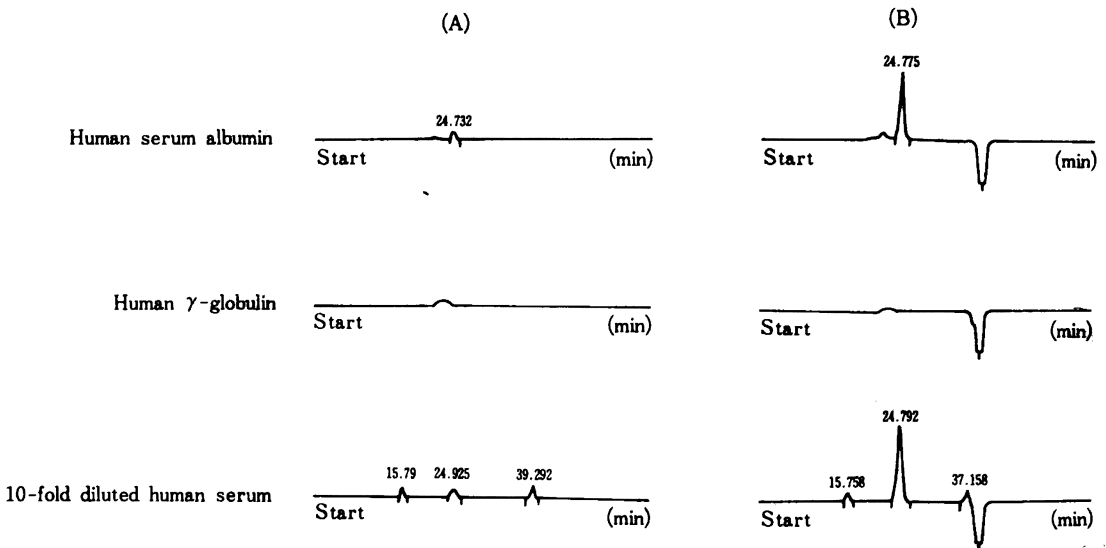 (A) (B)
24.775
Human serum albumin 24.732
Start (min) Start (min)
Human γ-globulin
Start (min) Start (min)
24.792
10-fold diluted human serum 15.79 24.925 39.292 15.758 37.158
Start (min) Start (min)